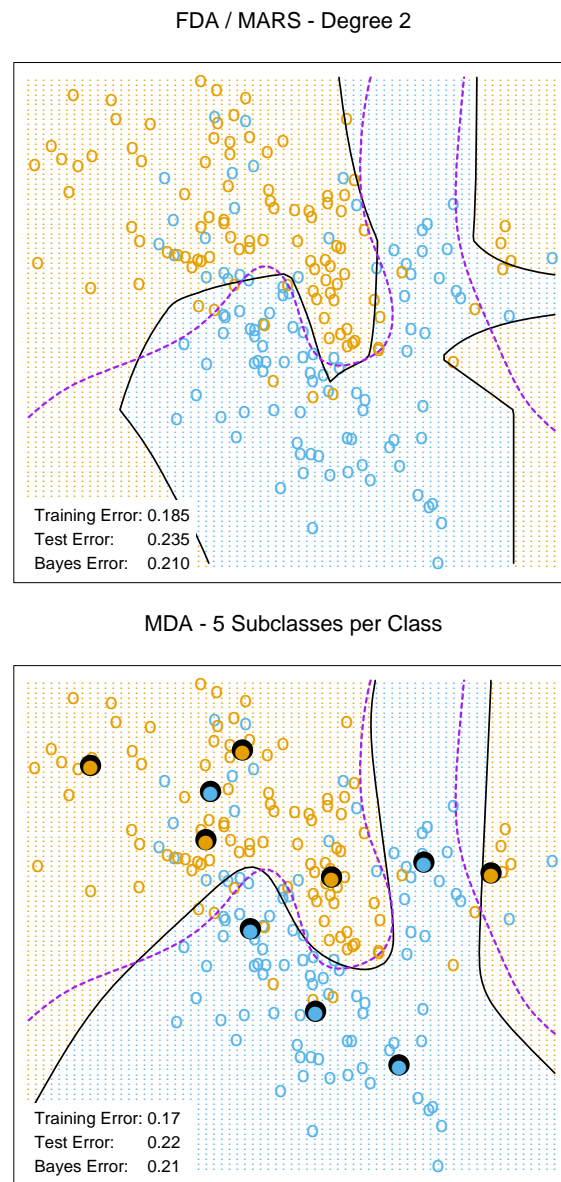 FDA / MARS - Degree 2
Training Error: 0.185
Test Error: 0.235
Bayes Error: 0.210
MDA - 5 Subclasses per Class
Training Error: 0.17
Test Error: 0.22
Bayes Error: 0.21